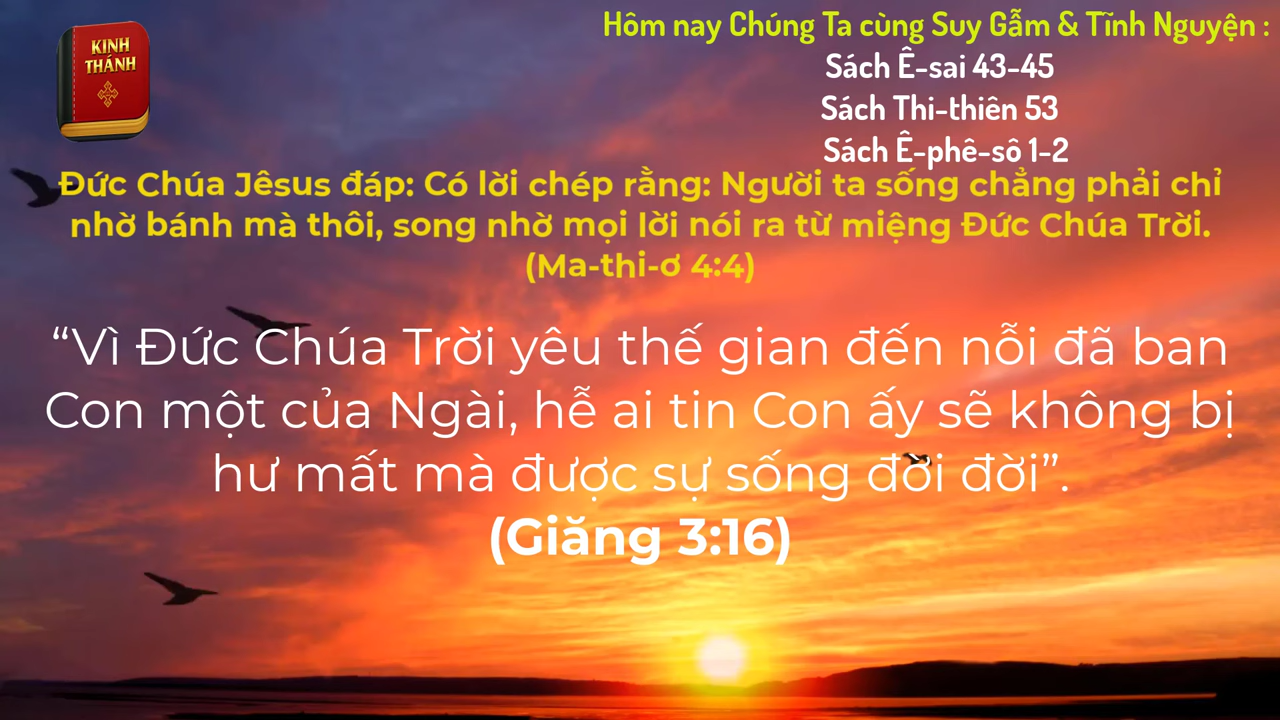 KINH
THÁNH
Hôm nay Chúng Ta cùng Suy Gẫm & Tĩnh Nguyện :
Sách Ê-sai 43-45
Sách Thi-thiên 53
Sách Ê-phê-sô 1-2
Đức Chúa Jêsus đáp: Có lời chép rằng: Người ta sống chẳng phải chỉ
nhờ bánh mà thôi, song nhờ mọi lời nói ra từ miệng Đức Chúa Trời.
(Ma-thi-ơ 4:4)
“Vì Đức Chúa Trời yêu thế gian đến nỗi đã ban
Con một của Ngài, hễ ai tin Con ấy sẽ không bị
hư mất mà được sự sống đời đời”.
(Giăng 3:16)